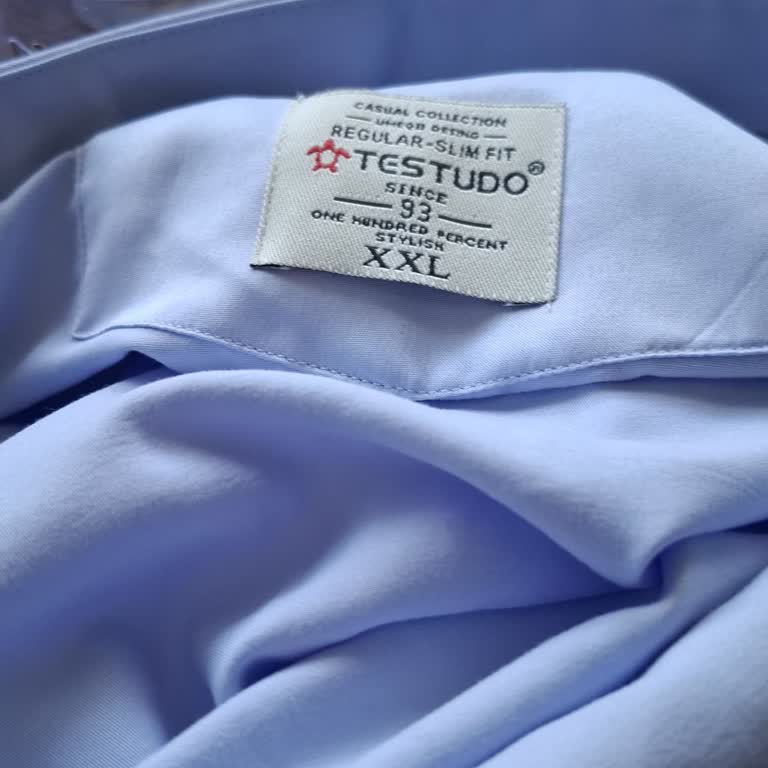 CASUAL COLLECTION
REGULAR-SLIM FIT
TESTUDO®
SINCE
93
ONE HUNDRED PERCENT
STYLISH
XXL